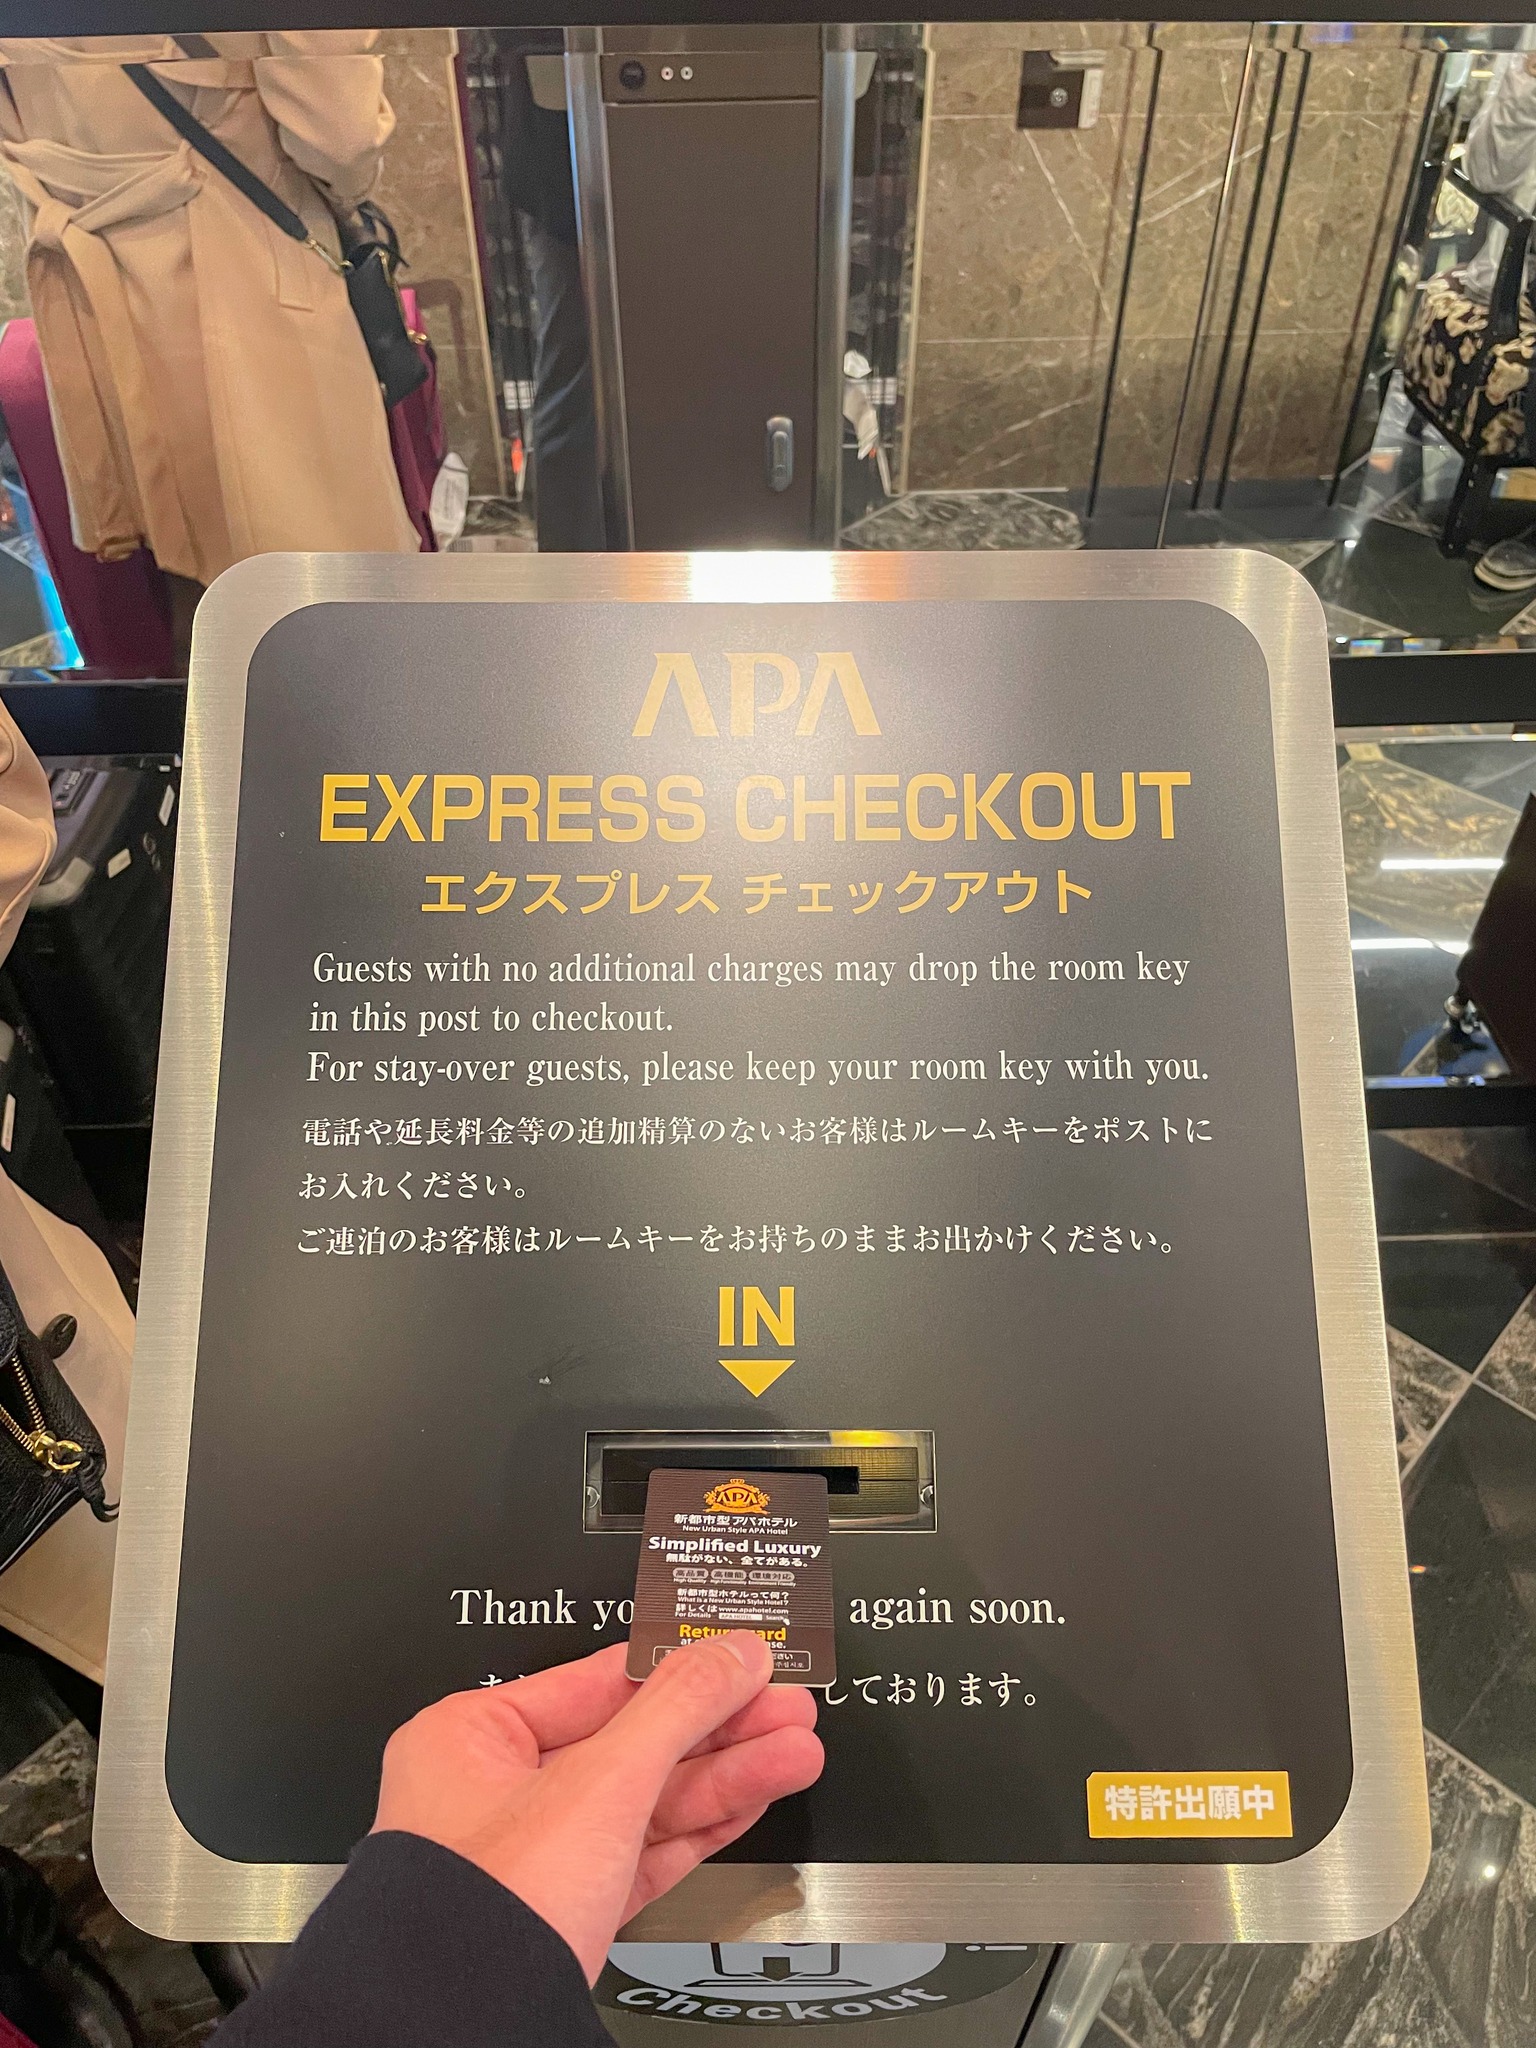 APA
EXPRESS CHECKOUT
エクスプレス チェックアウト
Guests with no additional charges may drop the room key
in this post to checkout.
For stay-over guests, please keep your room key with you.
電話や延長料金等の追加精算のないお客様はルームキーをポストに
お入れください。
ご連泊のお客様はルームキーをお持ちのままお出かけください。
IN
APA
新都市型アパホテル
New Urban Style APA Hotel
Simplified Luxury
無駄がない、全てがある。
高品質 高機能 環境対応
High Quality High Functionality Environment Friendly
新都市型ホテルって何?
What is a New Urban Style Hotel?
詳しくは www.apahotel.com
For Details APA HOTEL Search
Thank again soon.
しております。
特許出願中
Checkout